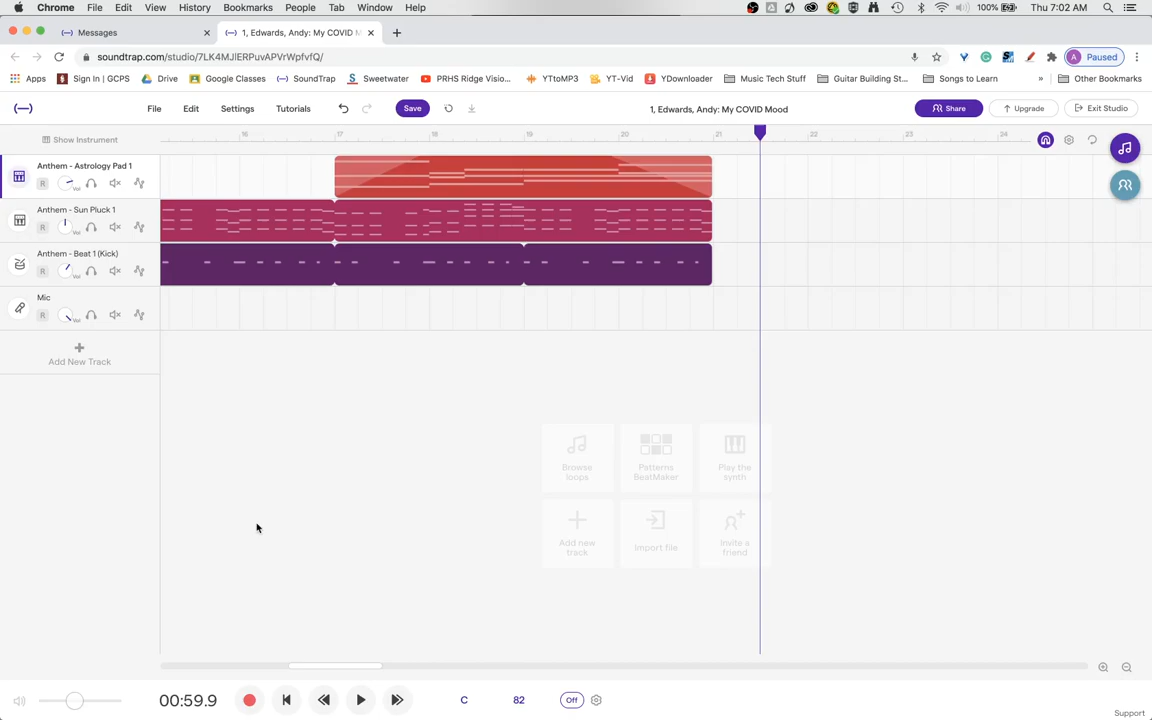 Chrome File Edit View History Bookmarks People Tab Window Help 100% Thu 7:02 AM
Messages × 1, Edwards, Andy: My COVID M × +
soundtrap.com/studio/7LK4MJlERPuvAPVrWpfvfQ/ A Paused
Apps Sign In | GCPS Drive Google Classes SoundTrap Sweetwater PRHS Ridge Visio... YTtoMP3 YT-Vid YDownloader Music Tech Stuff Guitar Building St... Songs to Learn » Other Bookmarks
File Edit Settings Tutorials Save 1, Edwards, Andy: My COVID Mood Share Upgrade Exit Studio
Show Instrument 16 17 18 19 20 21 22 23 24
Anthem - Astrology Pad 1
R Vol
Anthem - Sun Pluck 1
R Vol
Anthem - Beat 1 (Kick)
R Vol
Mic
R Vol
Add New Track
Browse loops
Patterns BeatMaker
Play the synth
Add new track
Import file
Invite a friend
00:59.9 C 82 Off
Support